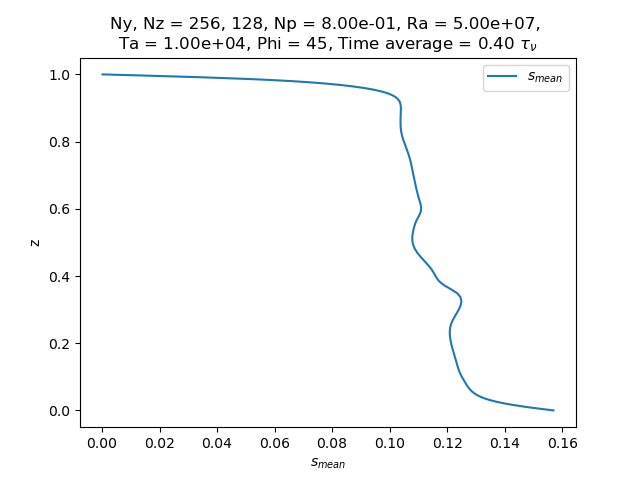 Ny, Nz = 256, 128, Np = 8.00e-01, Ra = 5.00e+07,
Ta = 1.00e+04, Phi = 45, Time average = 0.40 τν
smean
1.0
0.8
0.6
0.4
0.2
0.0
z
0.00 0.02 0.04 0.06 0.08 0.10 0.12 0.14 0.16
smean